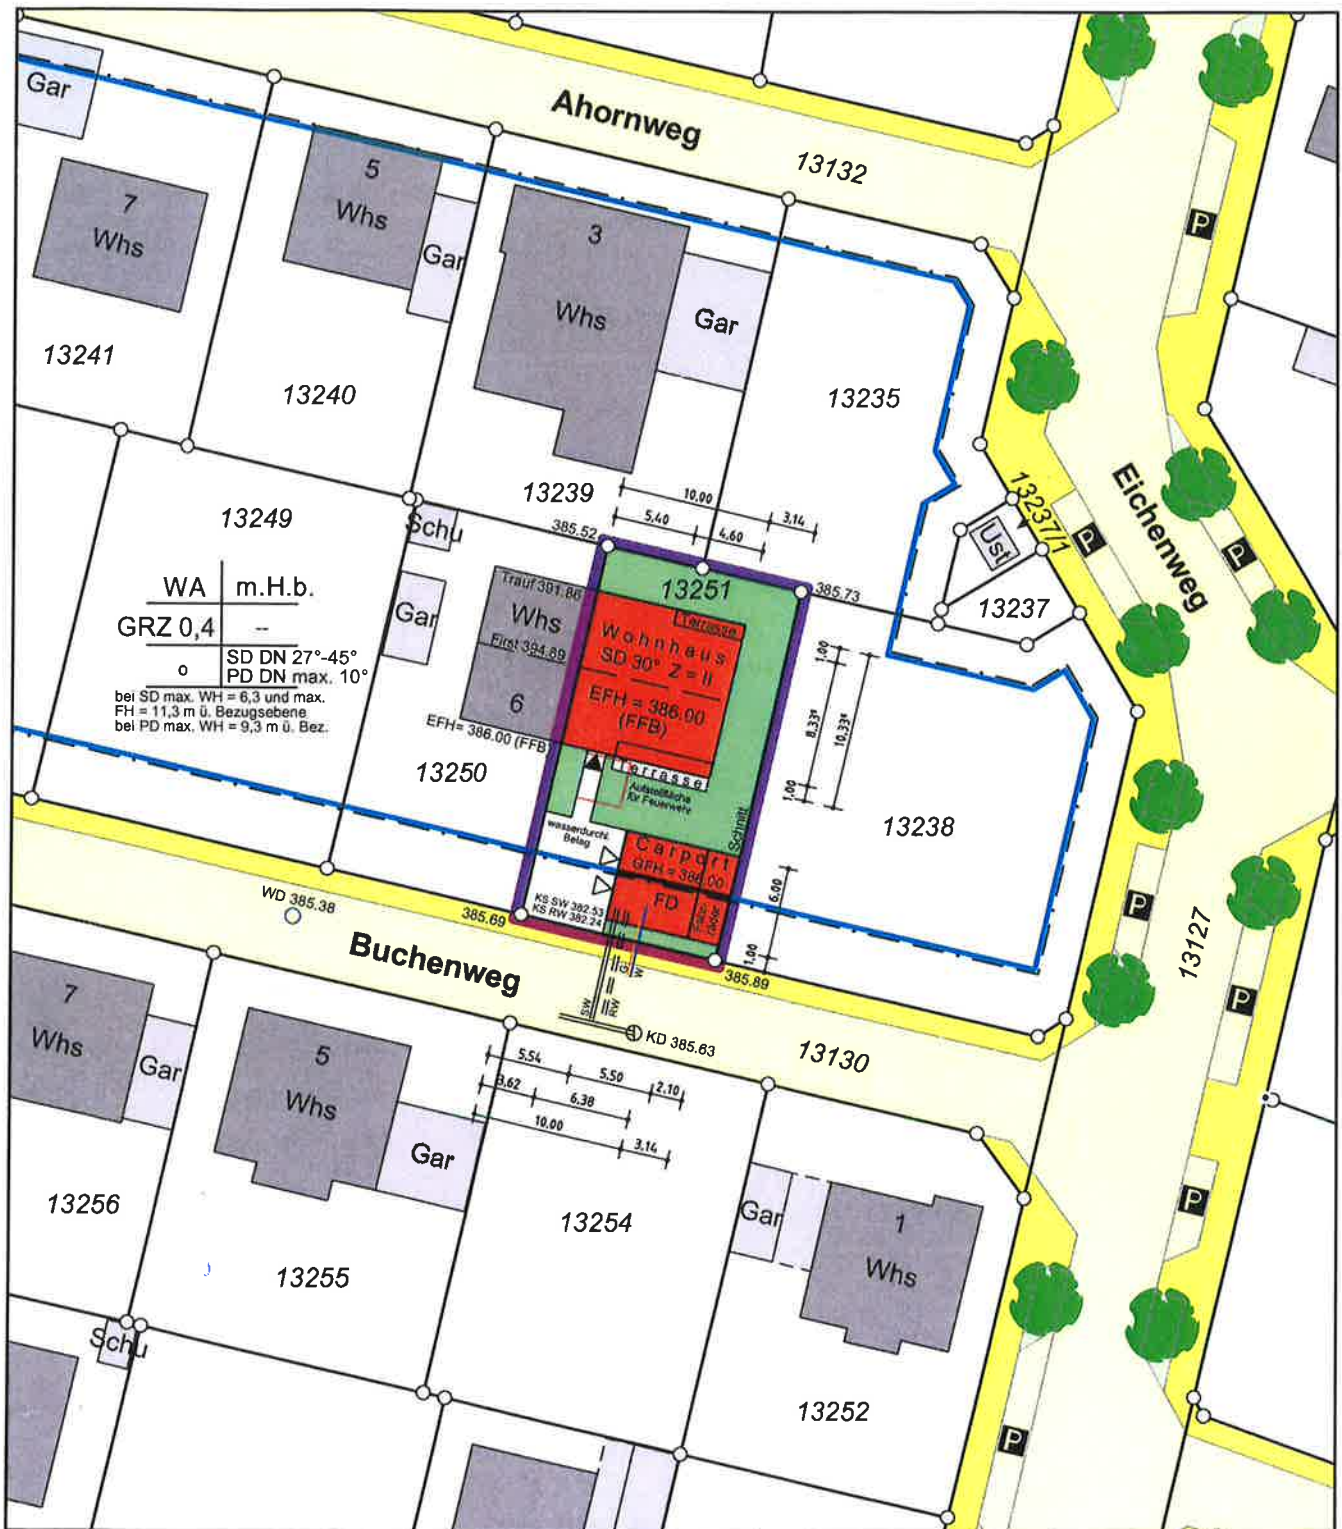 Ahornweg
13132
Gar
7
Whs
5
Whs
Gar
3
Whs
Gar
P
13241
13240
13235
13239
13249
Schu
Eichenweg
13237/1
Ust
13237
P
P
10,00
3,14
5,40
4,60
385.52
13251
385.73
WA
m.H.b.
GRZ 0,4
--
o
SD DN 27°-45°
PD DN max. 10°
bei SD max. WH = 6,3 und max.
FH = 11,3 m ü. Bezugsebene
bei PD max. WH = 9,3 m ü. Bez.
Gar
Trauf 391.86
Whs
First 394.89
6
EFH= 386.00 (FFB)
13250
Terrasse
Wohnhaus
SD 30° Z = II
EFH = 386.00
(FFB)
Terrasse
Aufstellfläche
für Feuerwehr
wasserdurchl.
Belag
Schnitt
Carport
GFH = 386.00
FD
KS SW 382.53
KS RW 382.24
1,00
8,33⁵
10,33⁵
1,00
6,00
1,00
13238
13127
P
P
P
P
WD 385.38
385.69
385.89
Buchenweg
SW
RW
G
W
KD 385.63
13130
5,54
5,50
2,10
3,62
6,38
10,00
3,14
7
Whs
Gar
5
Whs
Gar
13256
13255
13254
Gar
1
Whs
Schu
13252